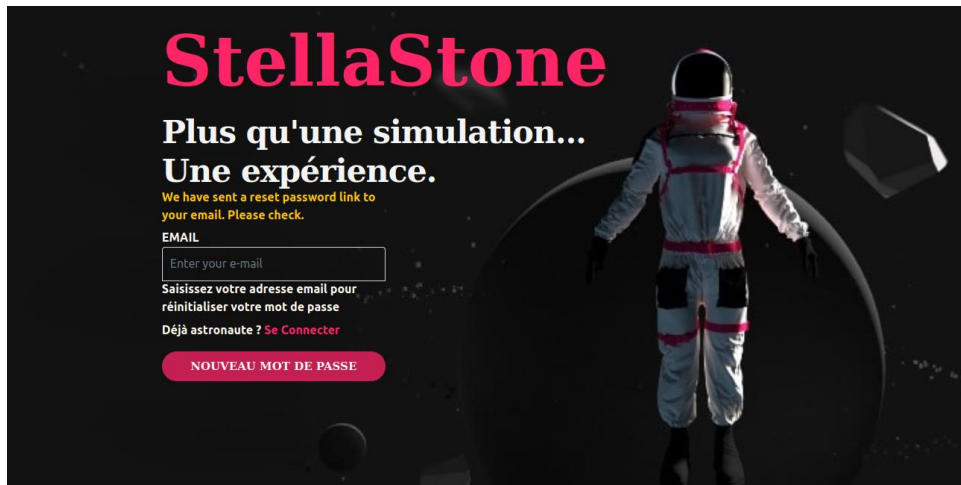 StellaStone
Plus qu'une simulation...
Une expérience.
We have sent a reset password link to
your email. Please check.
EMAIL
Enter your e-mail
Saisissez votre adresse email pour
réinitialiser votre mot de passe
Déjà astronaute ? Se Connecter
NOUVEAU MOT DE PASSE